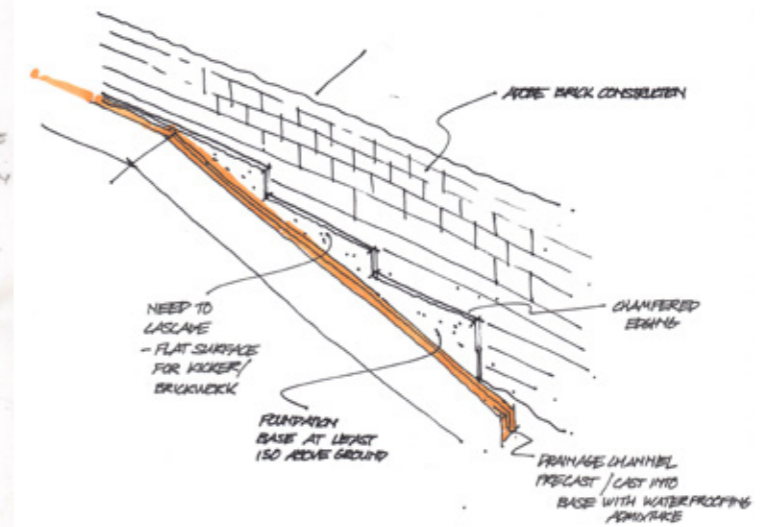 ADOBE BRICK CONSTRUCTION
NEED TO
CASCADE
- FLAT SURFACE
FOR KICKER/
BRICKWORK
CHAMFERED
EDGING
FOUNDATION
BASE AT LEAST
150 ABOVE GROUND
DRAINAGE CHANNEL
PRECAST / CAST INTO
BASE WITH WATERPROOFING
ADMIXTURE